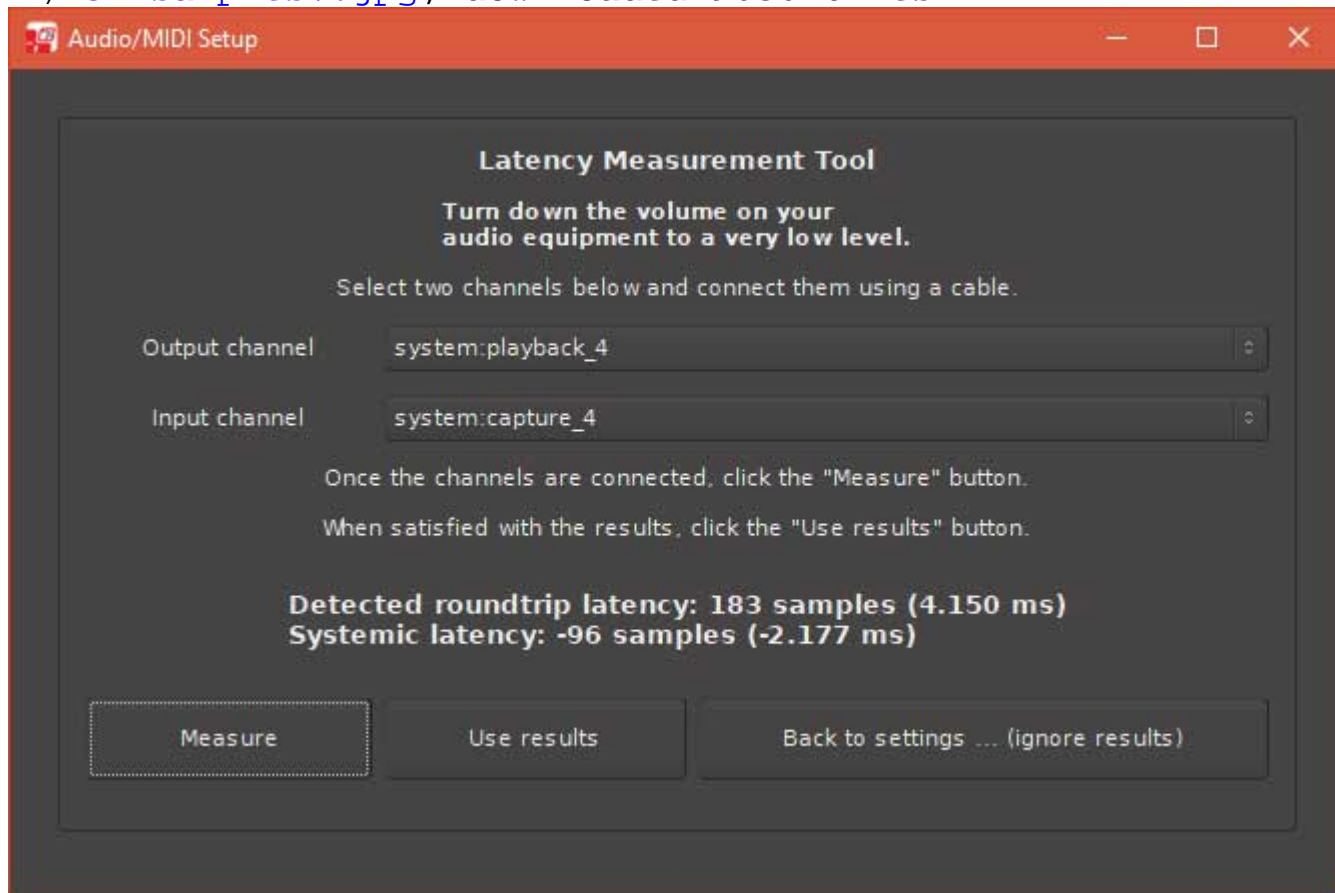 Audio/MIDI Setup
Latency Measurement Tool
Turn down the volume on your
audio equipment to a very low level.
Select two channels below and connect them using a cable.
Output channel system:playback_4
Input channel system:capture_4
Once the channels are connected, click the "Measure" button.
When satisfied with the results, click the "Use results" button.
Detected roundtrip latency: 183 samples (4.150 ms)
Systemic latency: -96 samples (-2.177 ms)
Measure Use results Back to settings ... (ignore results)